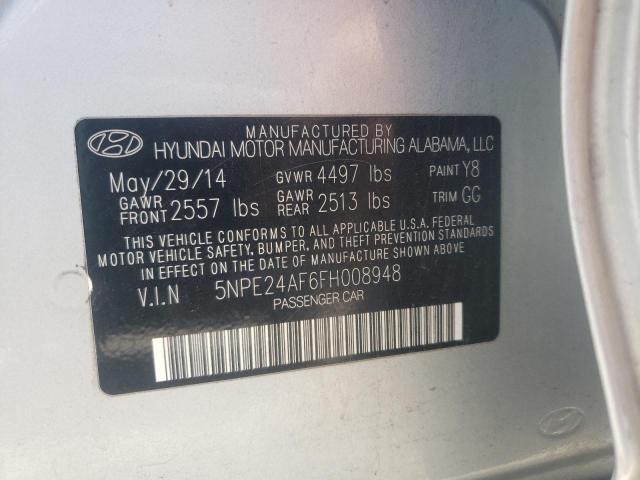 MANUFACTURED BY
HYUNDAI MOTOR MANUFACTURING ALABAMA, LLC
May/29/14 GVWR 4497 lbs PAINT Y8
GAWR FRONT 2557 lbs GAWR REAR 2513 lbs TRIM GG
THIS VEHICLE CONFORMS TO ALL APPLICABLE U.S.A. FEDERAL
MOTOR VEHICLE SAFETY, BUMPER, AND THEFT PREVENTION STANDARDS
IN EFFECT ON THE DATE OF MANUFACTURE SHOWN ABOVE.
V.I.N 5NPE24AF6FH008948
PASSENGER CAR